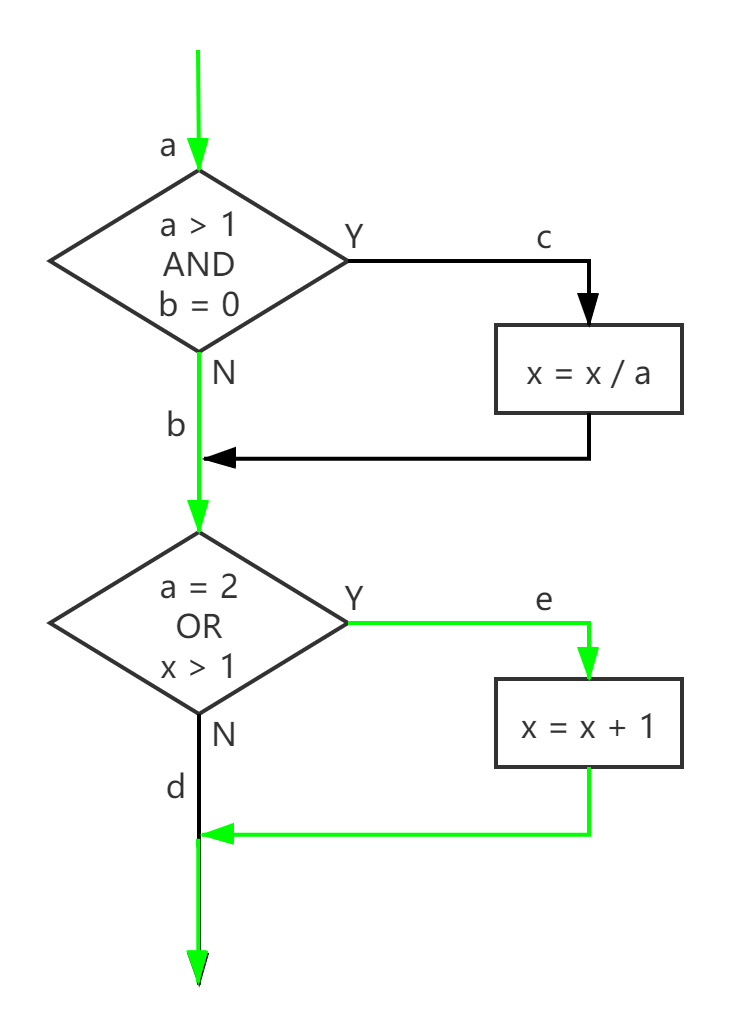 a
a > 1
AND
b = 0
Y
c
x = x / a
N
b
a = 2
OR
x > 1
Y
e
x = x + 1
N
d